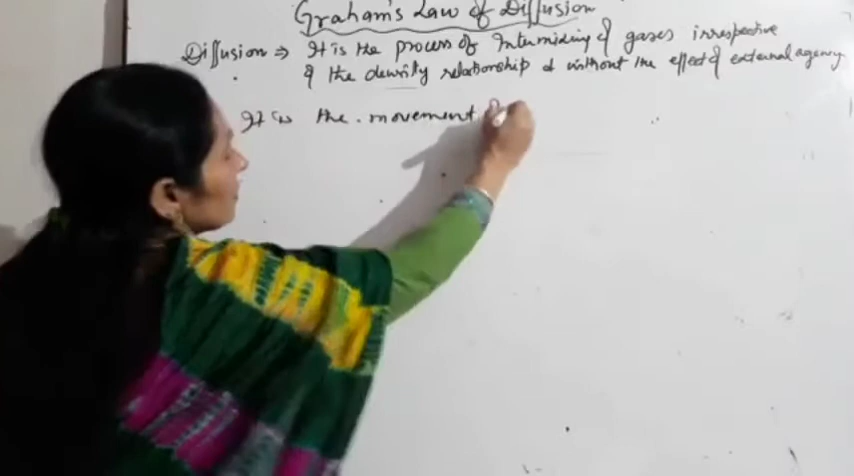 Graham's Law of Diffusion
Diffusion ⇒ It is the process of Intermixing of gases irrespective
of the density relationship & without the effect of external agency
It is the movement